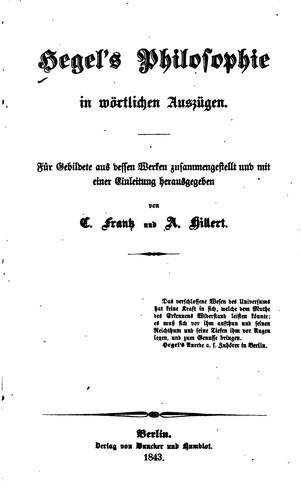 Hegel's Philosophie
in wörtlichen Auszügen.
Für Gebildete aus dessen Werken zusammengestellt und mit
einer Einleitung herausgegeben
von
C. Frantz und A. Hillert.
Das verschlossene Wesen des Universums
hat keine Kraft in sich, welche dem Muthe
des Erkennens Widerstand leisten könnte;
es muß sich vor ihm aufthun und seinen
Reichthum und seine Tiefen ihm vor Augen
legen, und zum Genusse bringen.
Hegel's Anrede a. s. Zuhörer in Berlin.
Berlin.
Verlag von Duncker und Humblot.
1843.